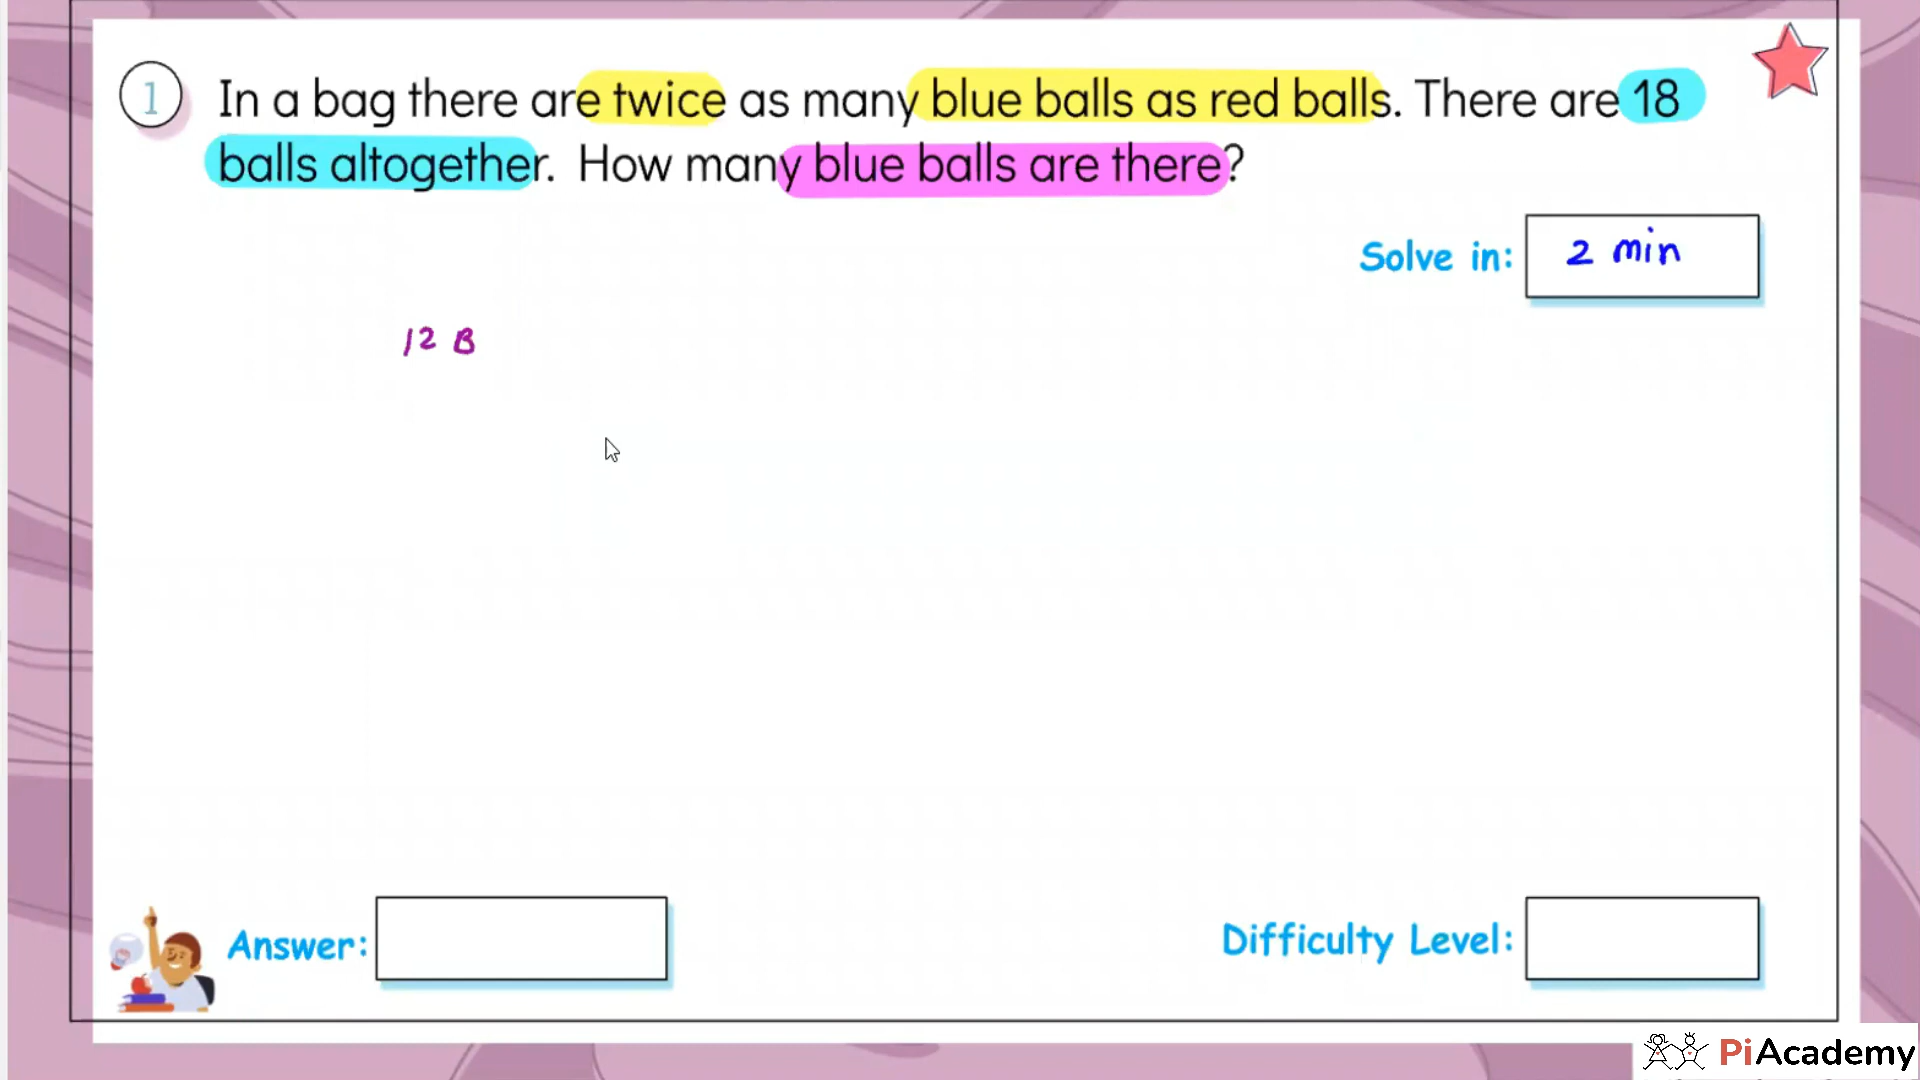 1 In a bag there are twice as many blue balls as red balls. There are 18
balls altogether. How many blue balls are there?
Solve in: 2 min
12 B
Answer:
Difficulty Level:
PiAcademy